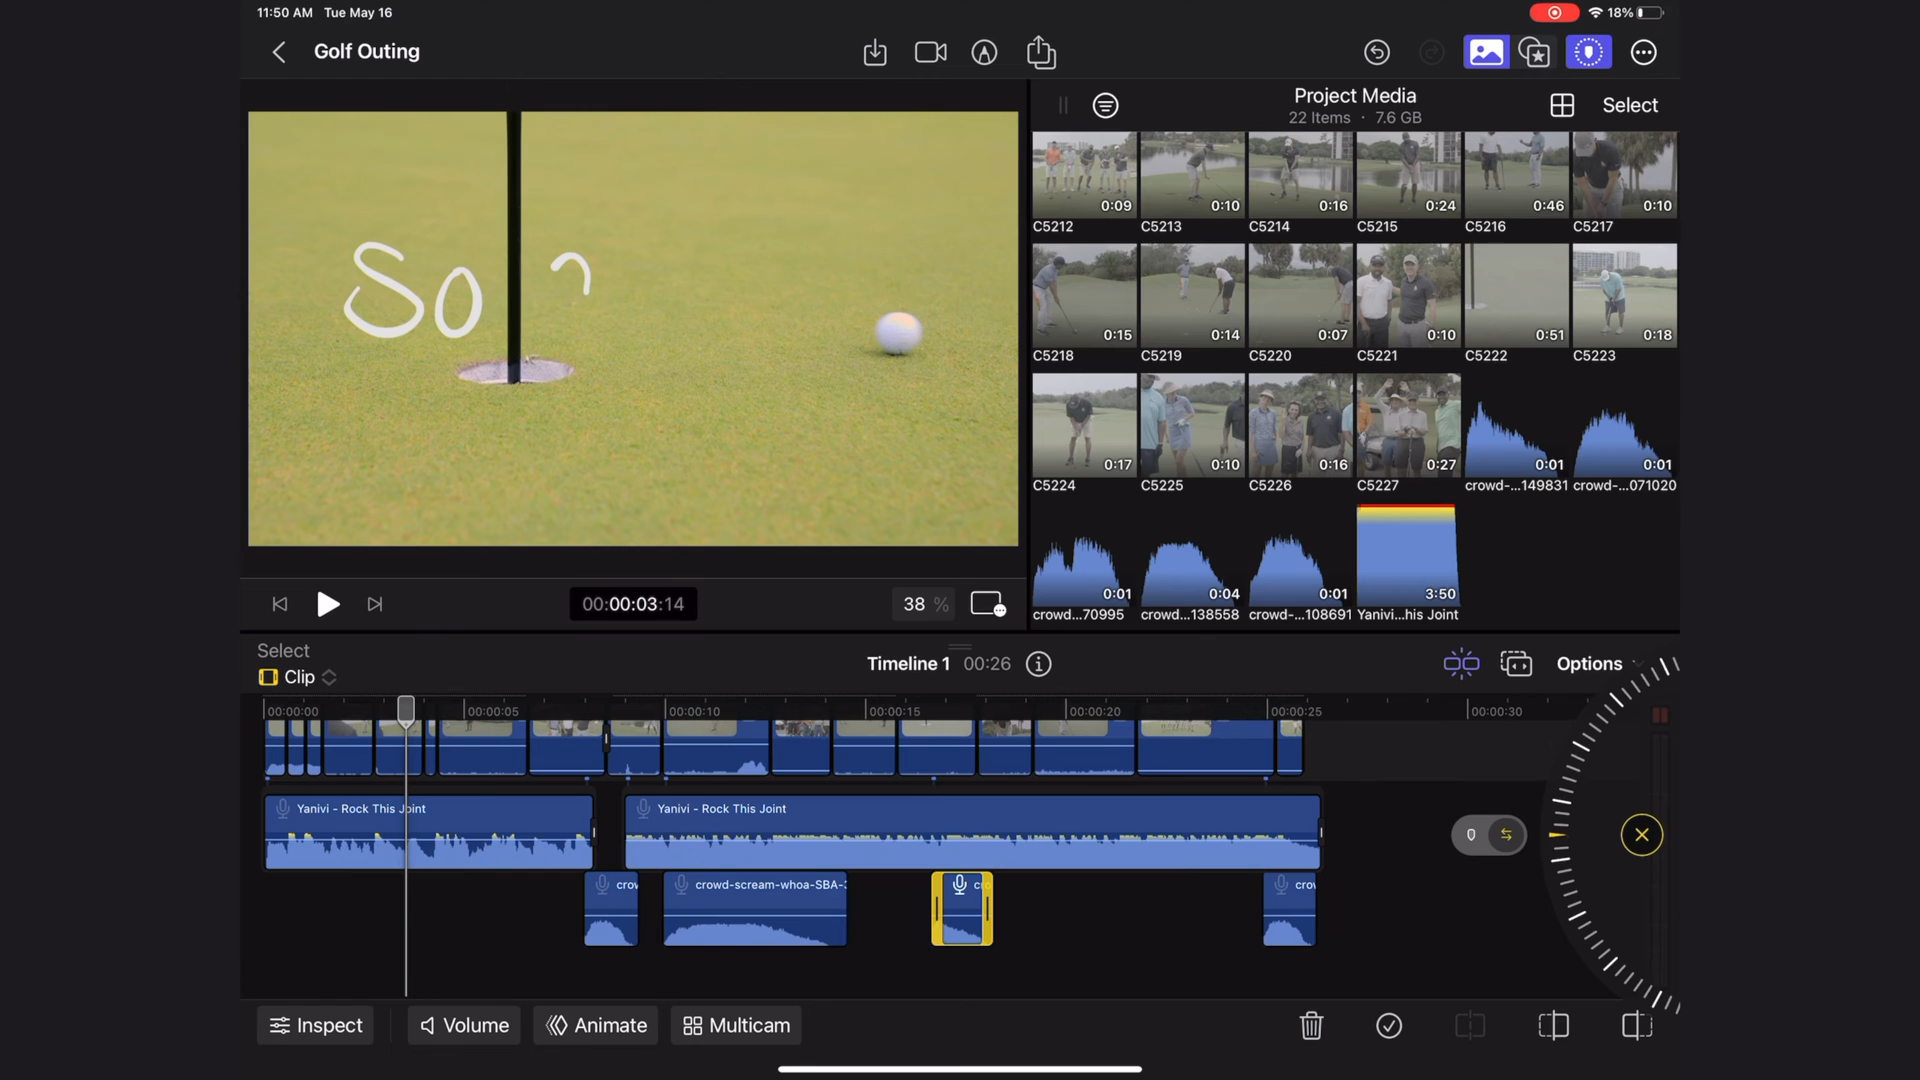 11:50 AM Tue May 16
18%
Golf Outing
Project Media
22 Items · 7.6 GB
Select
0:09 0:10 0:16 0:24 0:46 0:10
C5212 C5213 C5214 C5215 C5216 C5217
So
0:15 0:14 0:07 0:10 0:51 0:18
C5218 C5219 C5220 C5221 C5222 C5223
0:17 0:10 0:16 0:27 0:01 0:01
C5224 C5225 C5226 C5227 crowd-...149831 crowd-...071020
0:01 0:04 0:01 3:50
crowd...70995 crowd...138558 crowd-...108691 Yanivi...his Joint
00:00:03:14
38 %
Select
Clip
Timeline 1 00:26
Options
00:00:00 00:00:05 00:00:10 00:00:15 00:00:20 00:00:25 00:00:30
Yanivi - Rock This Joint Yanivi - Rock This Joint
0
crow crowd-scream-whoa-SBA-3 cro crow
Inspect Volume Animate Multicam